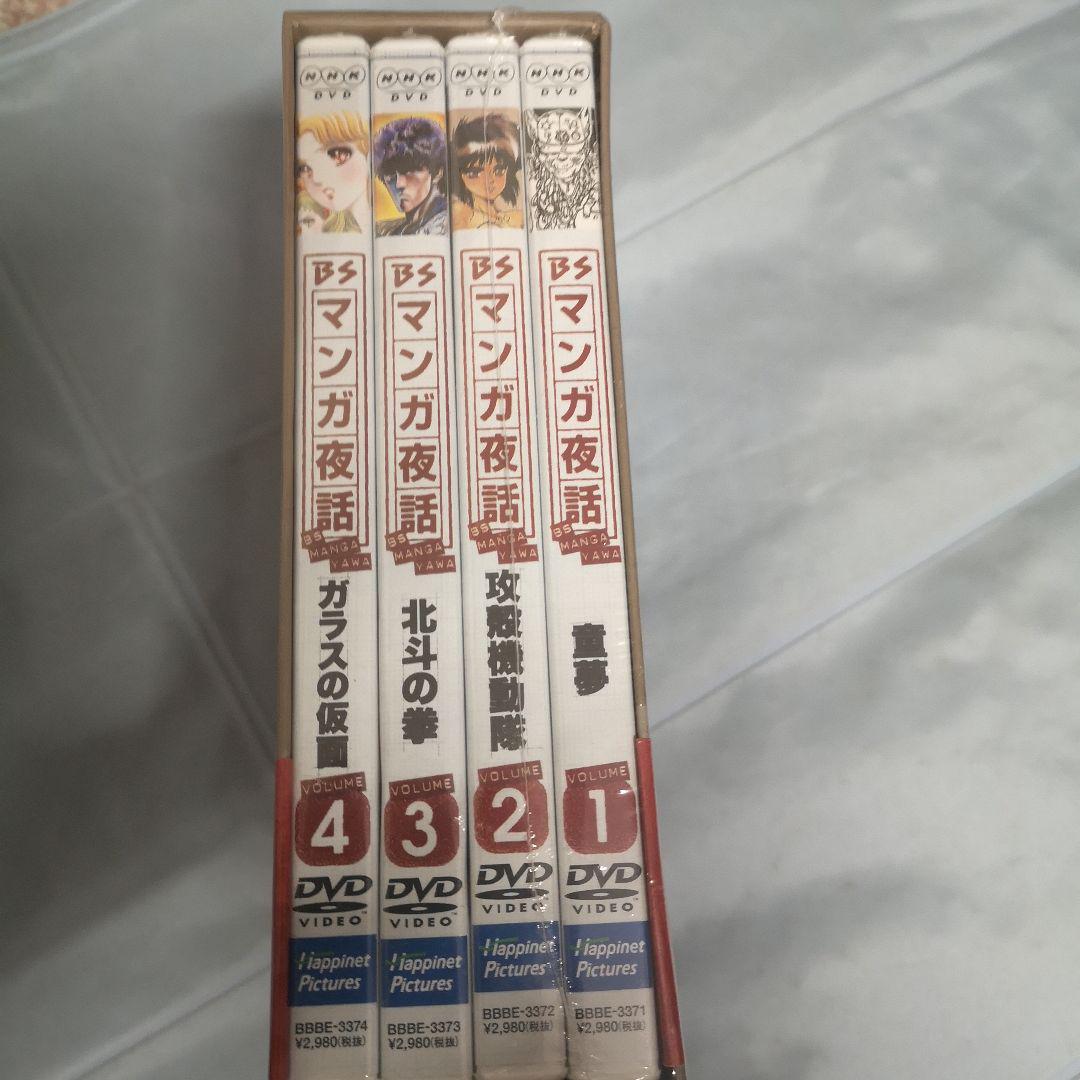 NHK
DVD
BS
マンガ夜話
BS
MANGA
YAWA
ガラスの仮面
VOLUME
4
DVD
VIDEO™
Happinet
Pictures
BBBE-3374
¥2,980(税抜)
NHK
DVD
BS
マンガ夜話
BS
MANGA
YAWA
「北斗の拳」
VOLUME
3
DVD
VIDEO™
Happinet
Pictures
BBBE-3373
¥2,980(税抜)
NHK
DVD
BS
マンガ夜話
BS
MANGA
YAWA
「攻殻機動隊」
VOLUME
2
DVD
VIDEO
Happinet
Pictures
BBBE-3372
¥2,980(税抜)
NHK
DVD
BS
マンガ夜話
BS
MANGA
YAWA
童夢
VOLUME
1
DVD
VIDEO
Happinet
Pictures
BBBE-3371
¥2,980(税抜)